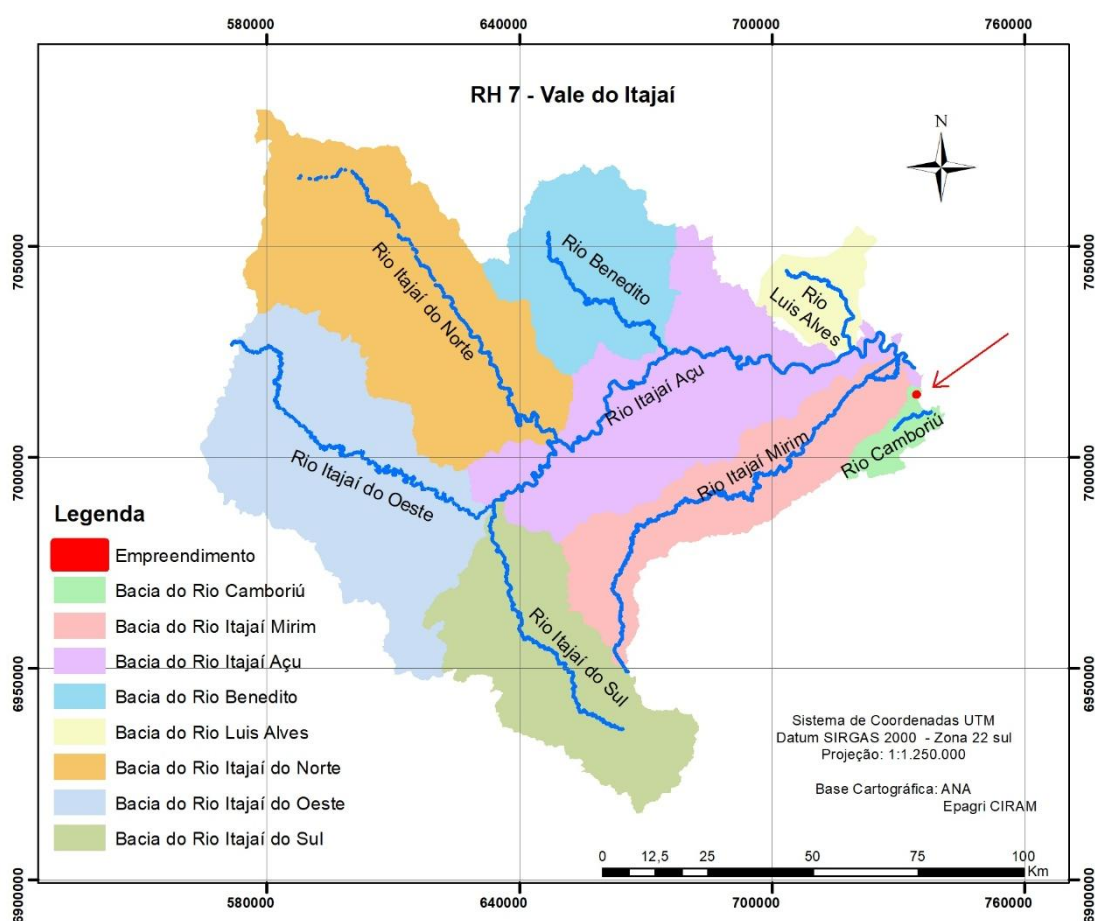 580000
640000
700000
760000
RH 7 - Vale do Itajaí
N
7050000
7050000
Rio Benedito
Rio Itajaí do Norte
Rio
Luis Alves
Rio Itajaí Açu
Rio Camboriú
Rio Itajaí Mirim
7000000
7000000
Rio Itajaí do Oeste
Rio Itajaí do Sul
6950000
6950000
Legenda
Empreendimento
Bacia do Rio Camboriú
Bacia do Rio Itajaí Mirim
Bacia do Rio Itajaí Açu
Bacia do Rio Benedito
Bacia do Rio Luis Alves
Bacia do Rio Itajaí do Norte
Bacia do Rio Itajaí do Oeste
Bacia do Rio Itajaí do Sul
Sistema de Coordenadas UTM
Datum SIRGAS 2000 - Zona 22 sul
Projeção: 1:1.250.000
Base Cartográfica: ANA
Epagri CIRAM
0 12,5 25 50 75 100
Km
6900000
6900000
580000
640000
700000
760000